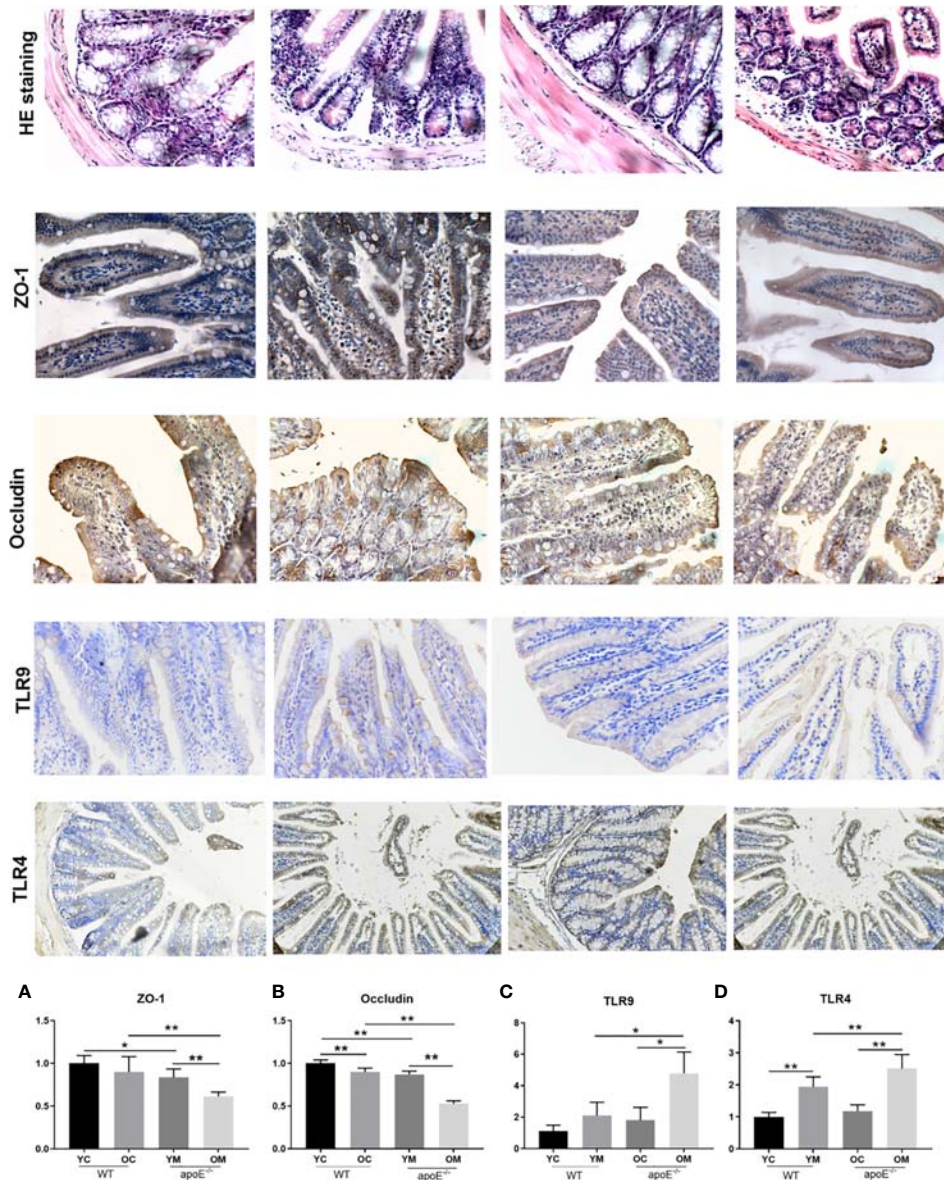 HE staining
ZO-1
Occludin
TLR9
TLR4
A
B
C
D
ZO-1
Occludin
TLR9
TLR4
1.5
1.0
0.5
0.0
**
*
**
YC OC YM OM
WT apoE-/-
1.5
1.0
0.5
0.0
**
**
**
**
YC OC YM OM
WT apoE-/-
8
6
4
2
0
*
*
YC YM OC OM
WT apoE-/-
4
3
2
1
0
**
**
**
YC YM OC OM
WT apoE-/-